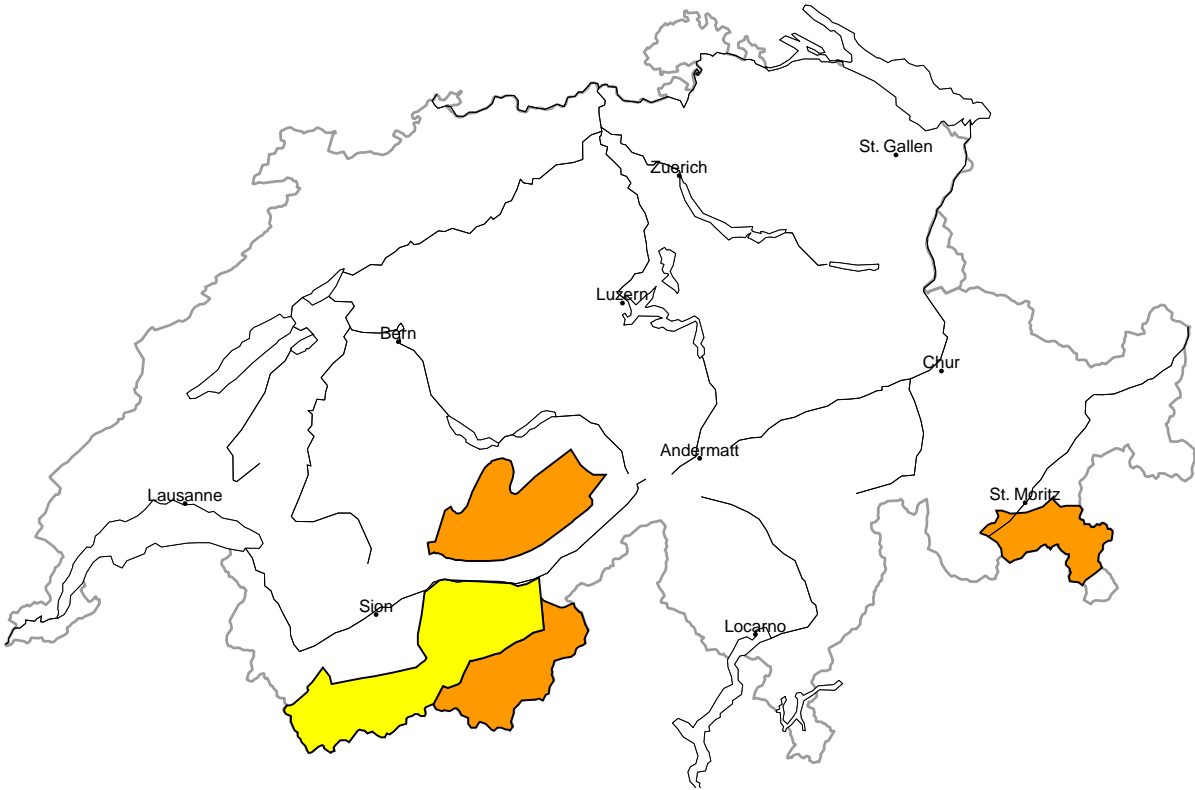 St. Gallen
Zuerich
Luzern
Bern
Chur
Andermatt
Lausanne
St. Moritz
Sion
Locarno